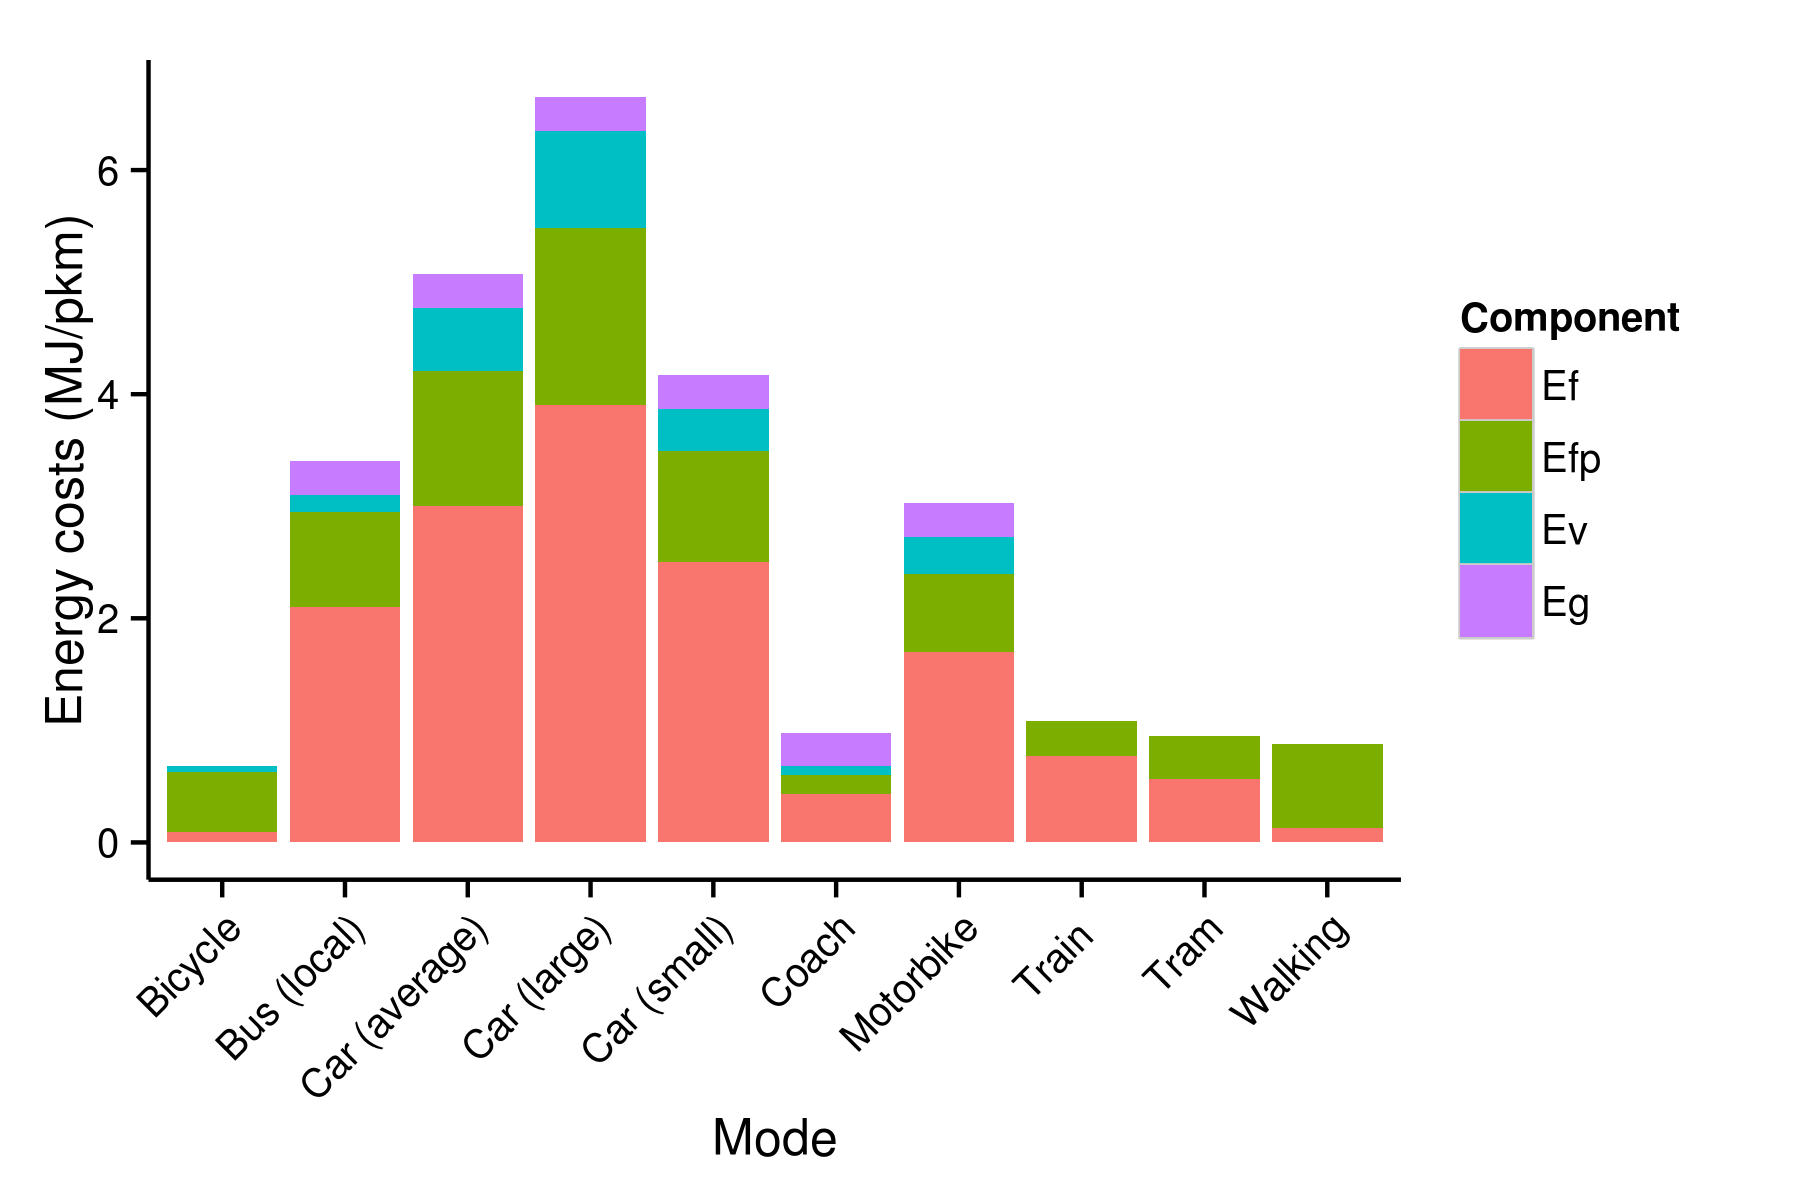 Energy costs (MJ/pkm)
6
4
2
0
Bicycle
Bus (local)
Car (average)
Car (large)
Car (small)
Coach
Motorbike
Train
Tram
Walking
Mode
Component
Ef
Efp
Ev
Eg